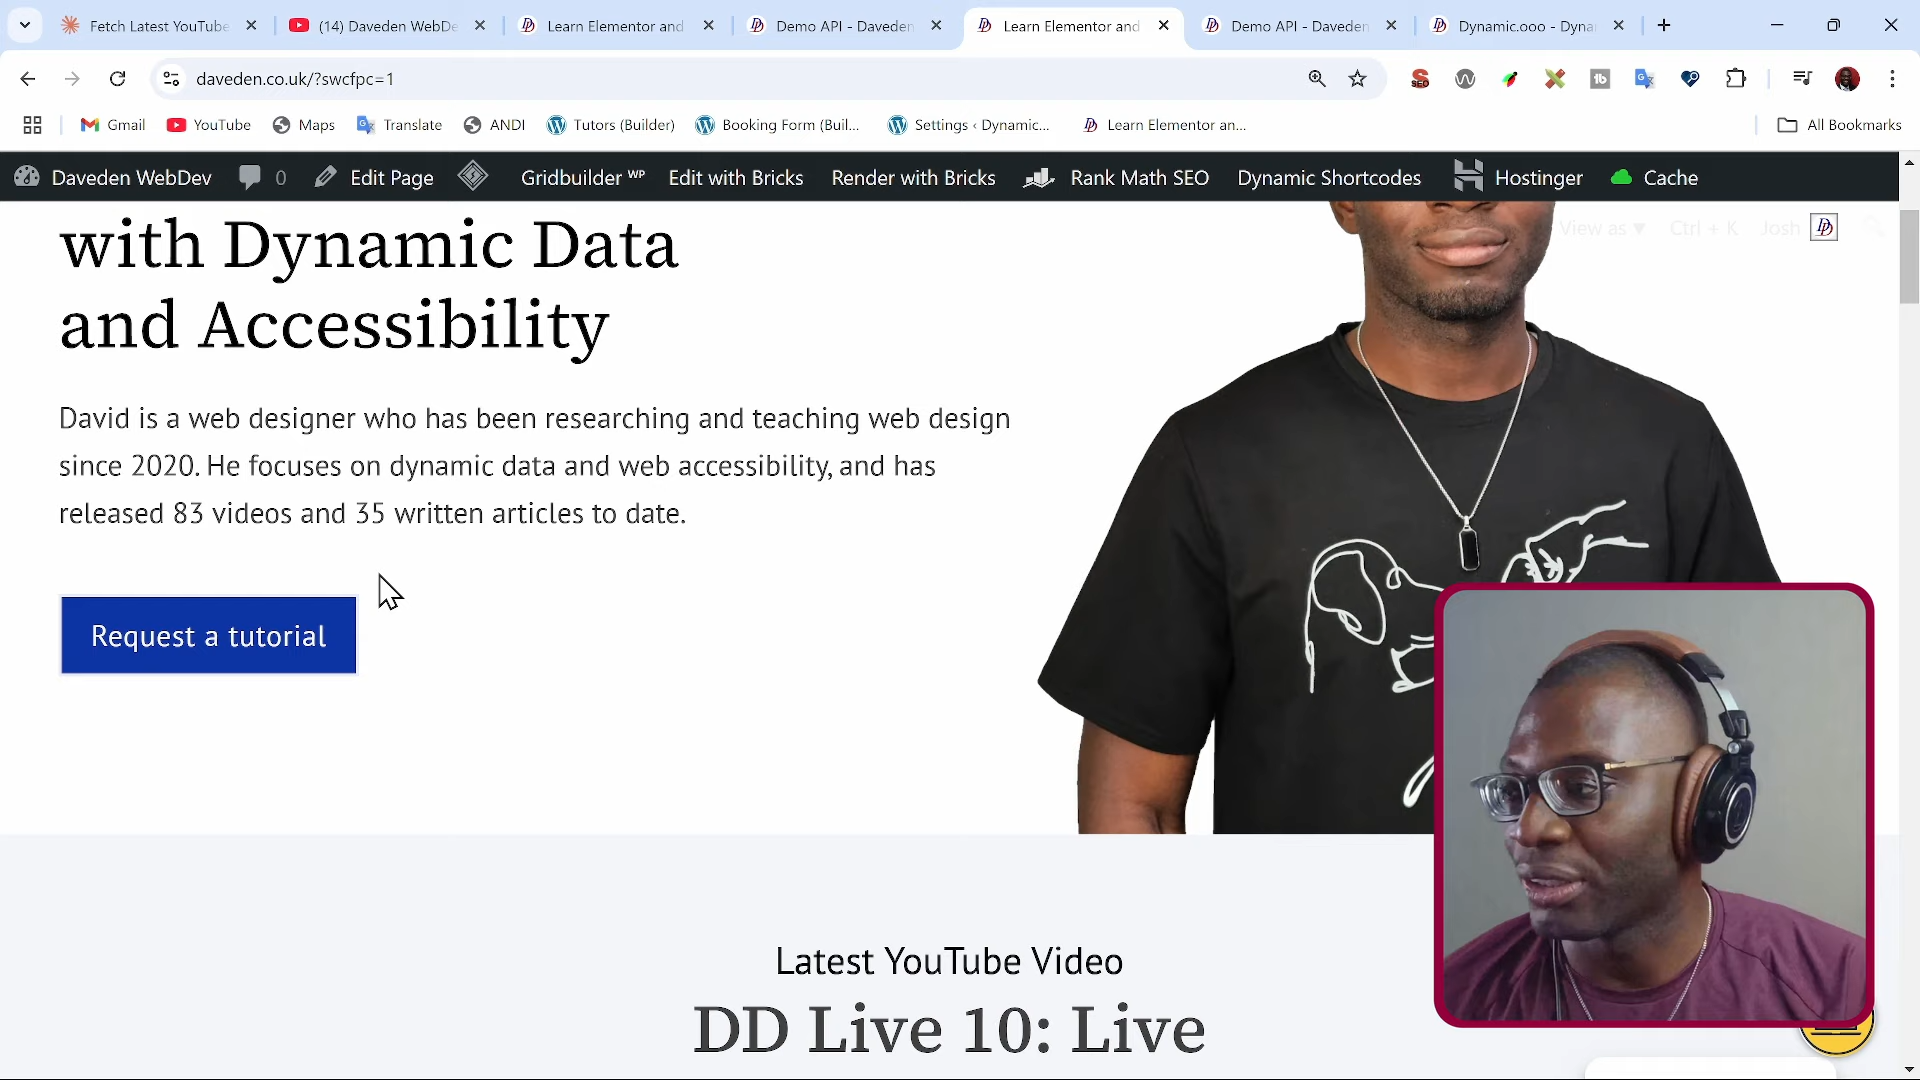 Fetch Latest YouTube
(14) Daveden WebDe
Learn Elementor and
Demo API - Daveden
Learn Elementor and
Demo API - Daveden
Dynamic.ooo - Dyna
daveden.co.uk/?swcfpc=1
Gmail
YouTube
Maps
Translate
ANDI
Tutors (Builder)
Booking Form (Buil...
Settings ‹ Dynamic...
Learn Elementor an...
All Bookmarks
Daveden WebDev
0
Edit Page
Gridbuilder WP
Edit with Bricks
Render with Bricks
Rank Math SEO
Dynamic Shortcodes
Hostinger
Cache
View as ▼
Ctrl + K
Josh
with Dynamic Data
and Accessibility
David is a web designer who has been researching and teaching web design
since 2020. He focuses on dynamic data and web accessibility, and has
released 83 videos and 35 written articles to date.
Request a tutorial
Latest YouTube Video
DD Live 10: Live